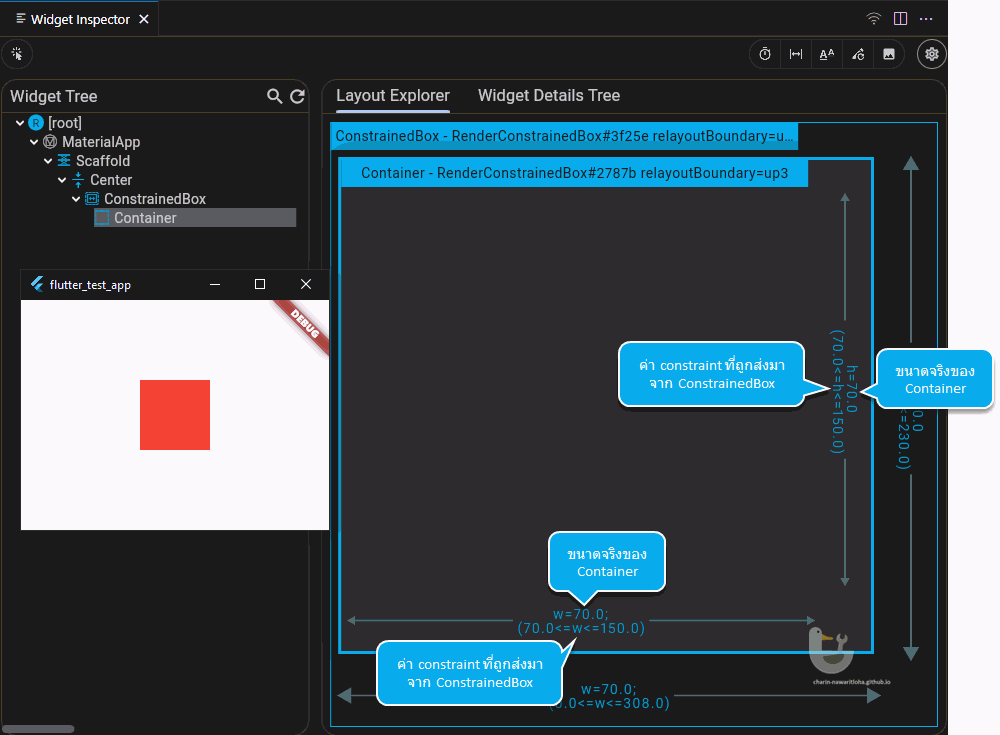 Widget Inspector
Widget Tree
[root]
MaterialApp
Scaffold
Center
ConstrainedBox
Container
flutter_test_app
DEBUG
Layout Explorer
Widget Details Tree
ConstrainedBox - RenderConstrainedBox#3f25e relayoutBoundary=u...
Container - RenderConstrainedBox#2787b relayoutBoundary=up3
ค่า constraint ที่ถูกส่งมา
จาก ConstrainedBox
h=70.0
(70.0<=h<=150.0)
ขนาดจริงของ
Container
.0
<=230.0)
ขนาดจริงของ
Container
w=70.0;
(70.0<=w<=150.0)
ค่า constraint ที่ถูกส่งมา
จาก ConstrainedBox
w=70.0;
.0<=w<=308.0)
charin-nawaritloha.github.io